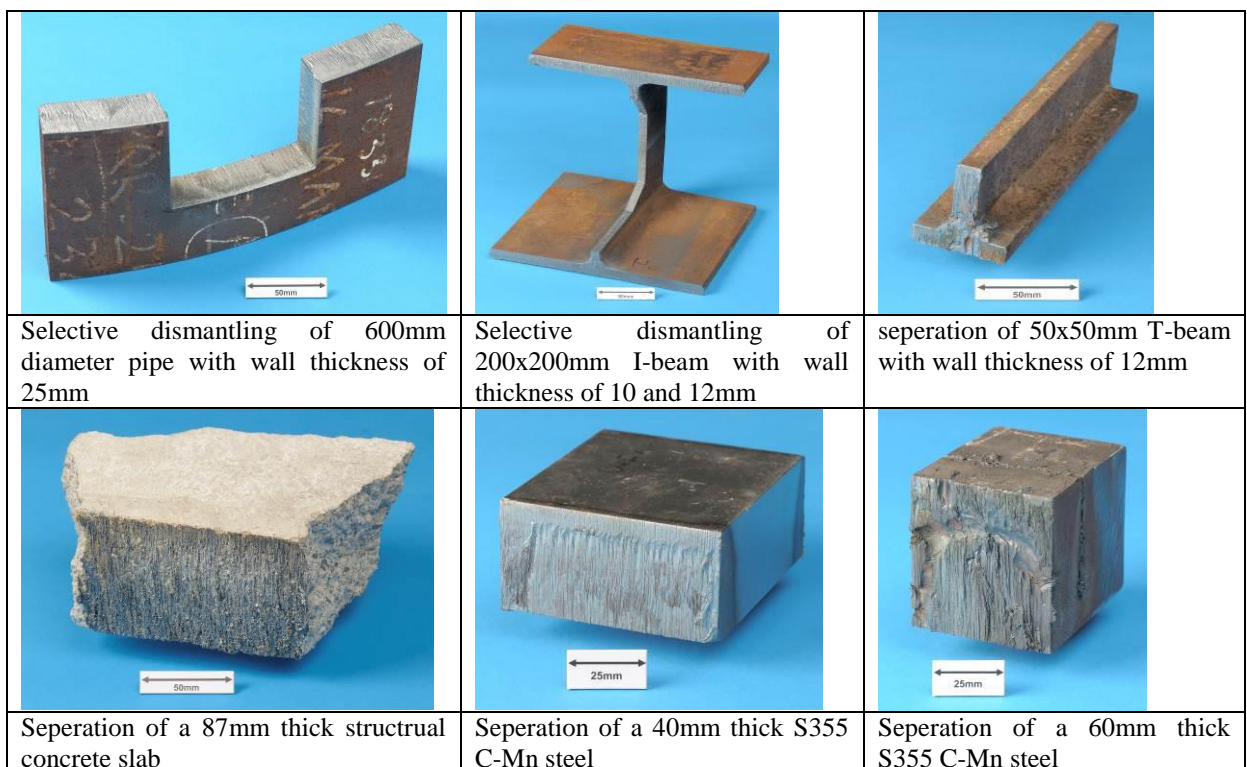 50mm
50mm
50mm
Selective dismantling of 600mm
diameter pipe with wall thickness of
25mm
Selective dismantling of
200x200mm I-beam with wall
thickness of 10 and 12mm
seperation of 50x50mm T-beam
with wall thickness of 12mm
50mm
25mm
25mm
Seperation of a 87mm thick structrual
concrete slab
Seperation of a 40mm thick S355
C-Mn steel
Seperation of a 60mm thick
S355 C-Mn steel